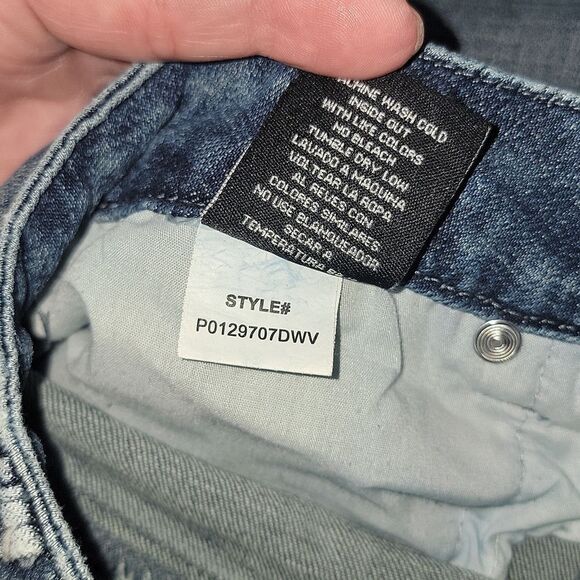 MACHINE WASH COLD
INSIDE OUT
WITH LIKE COLORS
NO BLEACH
TUMBLE DRY LOW
LAVADO A MAQUINA
VOLTEAR LA ROPA
AL REVES CON
COLORES SIMILARES
NO USE BLANQUEADOR
SECAR A
TEMPERATURA
STYLE#
P0129707DWV